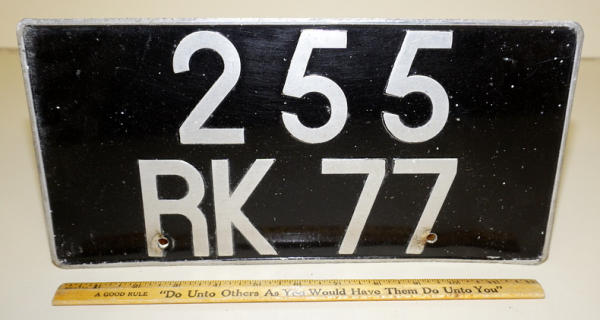 255
RK 77
A GOOD RULE "Do Unto Others As You Would Have Them Do Unto You"